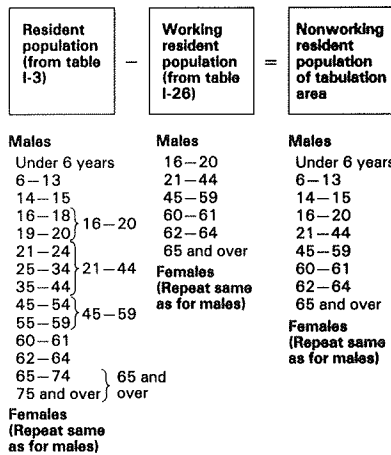 Resident
population
(from table
I-3)
–
Working
resident
population
(from table
I-26)
=
Nonworking
resident
population
of tabulation
area
Males
Under 6 years
6–13
14–15
16–18
19–20
16–20
21–24
25–34
35–44
21–44
45–54
55–59
45–59
60–61
62–64
65–74
75 and over
65 and
over
Females
(Repeat same
as for males)
Males
16–20
21–44
45–59
60–61
62–64
65 and over
Females
(Repeat same
as for males)
Males
Under 6 years
6–13
14–15
16–20
21–44
45–59
60–61
62–64
65 and over
Females
(Repeat same
as for males)